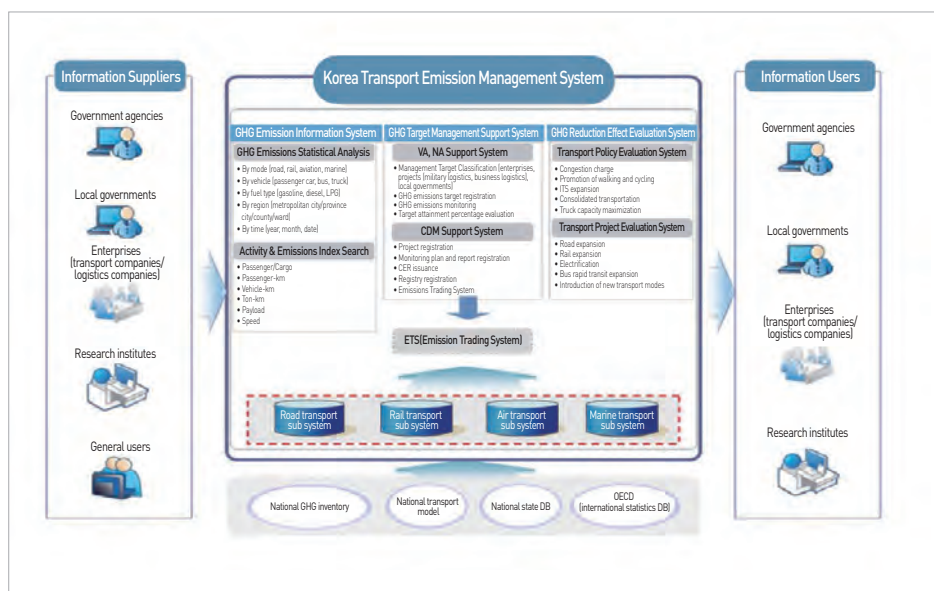 Korea Transport Emission Management System
Information Suppliers
Government agencies
Local governments
Enterprises
(transport companies/
logistics companies)
Research institutes
General users
GHG Emission Information System
GHG Emissions Statistical Analysis
• By mode (road, rail, aviation, marine)
• By vehicle (passenger car, bus, truck)
• By fuel type (gasoline, diesel, LPG)
• By region (metropolitan city/province
city/county/ward)
• By time (year, month, date)
Activity & Emissions Index Search
• Passenger/Cargo
• Passenger-km
• Vehicle-km
• Ton-km
• Payload
• Speed
GHG Target Management Support System
VA, NA Support System
• Management Target Classification (enterprises,
projects (military logistics, business logistics),
local governments)
• GHG emissions target registration
• GHG emissions monitoring
• Target attainment percentage evaluation
CDM Support System
• Project registration
• Monitoring plan and report registration
• CER issuance
• Registry registration
• Emissions Trading System
GHG Reduction Effect Evaluation System
Transport Policy Evaluation System
• Congestion charge
• Promotion of walking and cycling
• ITS expansion
• Consolidated transportation
• Truck capacity maximization
Transport Project Evaluation System
• Road expansion
• Rail expansion
• Electrification
• Bus rapid transit expansion
• Introduction of new transport modes
ETS(Emission Trading System)
Road transport
sub system
Rail transport
sub system
Air transport
sub system
Marine transport
sub system
National GHG inventory
National transport
model
National state DB
OECD
(international statistics DB)
Information Users
Government agencies
Local governments
Enterprises
(transport companies/
logistics companies)
Research institutes